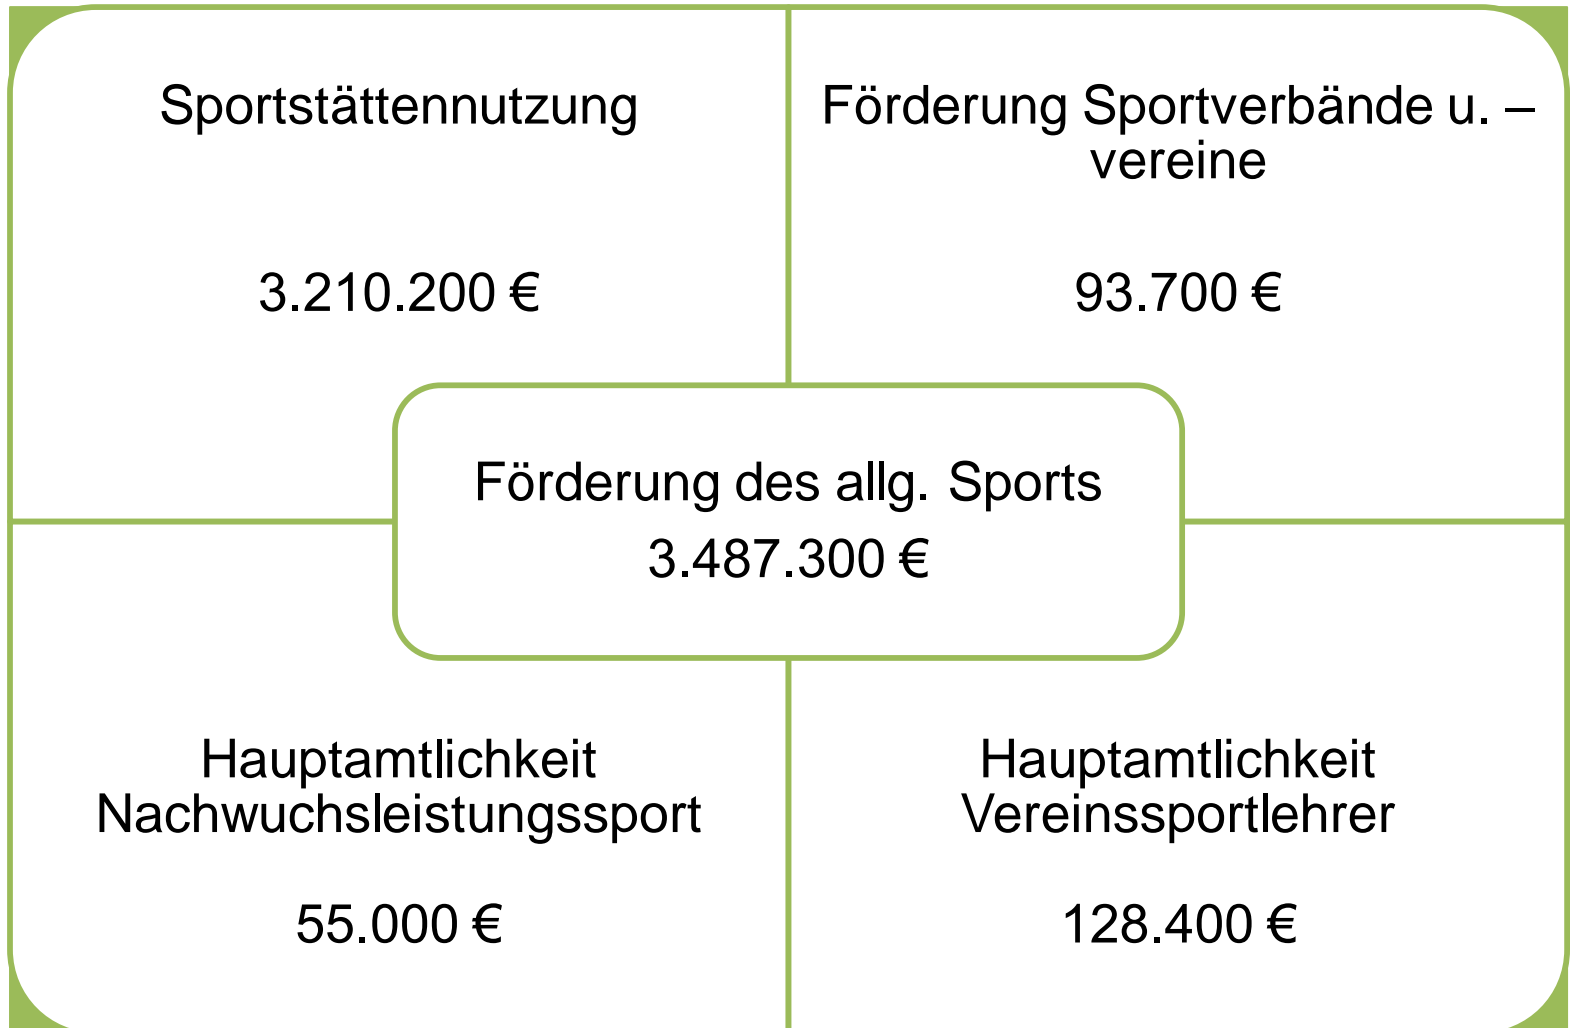 Sportstättennutzung
3.210.200 €
Förderung Sportverbände u. –
vereine
93.700 €
Förderung des allg. Sports
3.487.300 €
Hauptamtlichkeit
Nachwuchsleistungssport
55.000 €
Hauptamtlichkeit
Vereinssportlehrer
128.400 €